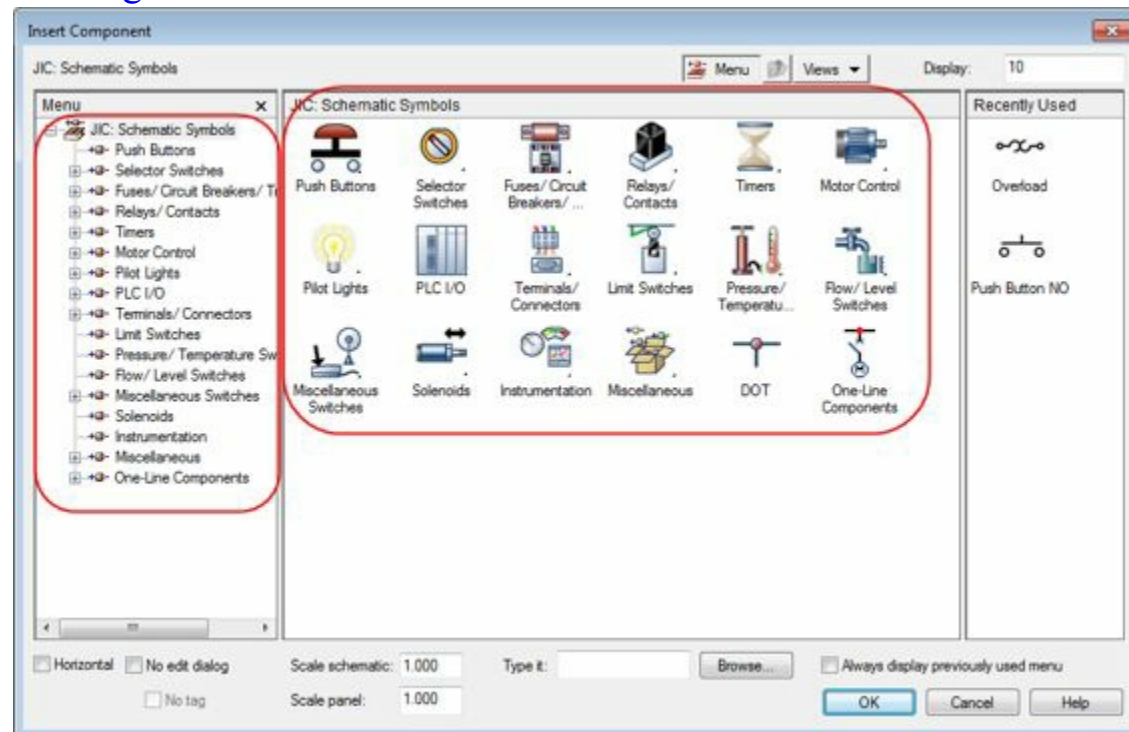 Insert Component
JIC: Schematic Symbols
Menu
Views
Display:
10
Menu
x
JIC: Schematic Symbols
Push Buttons
Selector Switches
Fuses/ Circuit Breakers/ Tr
Relays/ Contacts
Timers
Motor Control
Pilot Lights
PLC I/O
Terminals/ Connectors
Limit Switches
Pressure/ Temperature Sw
Flow/ Level Switches
Miscellaneous Switches
Solenoids
Instrumentation
Miscellaneous
One-Line Components
JIC: Schematic Symbols
Push Buttons
Selector
Switches
Fuses/ Circuit
Breakers/ ...
Relays/
Contacts
Timers
Motor Control
Pilot Lights
PLC I/O
Terminals/
Connectors
Limit Switches
Pressure/
Temperatu...
Flow/ Level
Switches
Miscellaneous
Switches
Solenoids
Instrumentation
Miscellaneous
DOT
One-Line
Components
Recently Used
Overload
Push Button NO
Horizontal
No edit dialog
No tag
Scale schematic:
1.000
Scale panel:
1.000
Type it:
Browse...
Always display previously used menu
OK
Cancel
Help